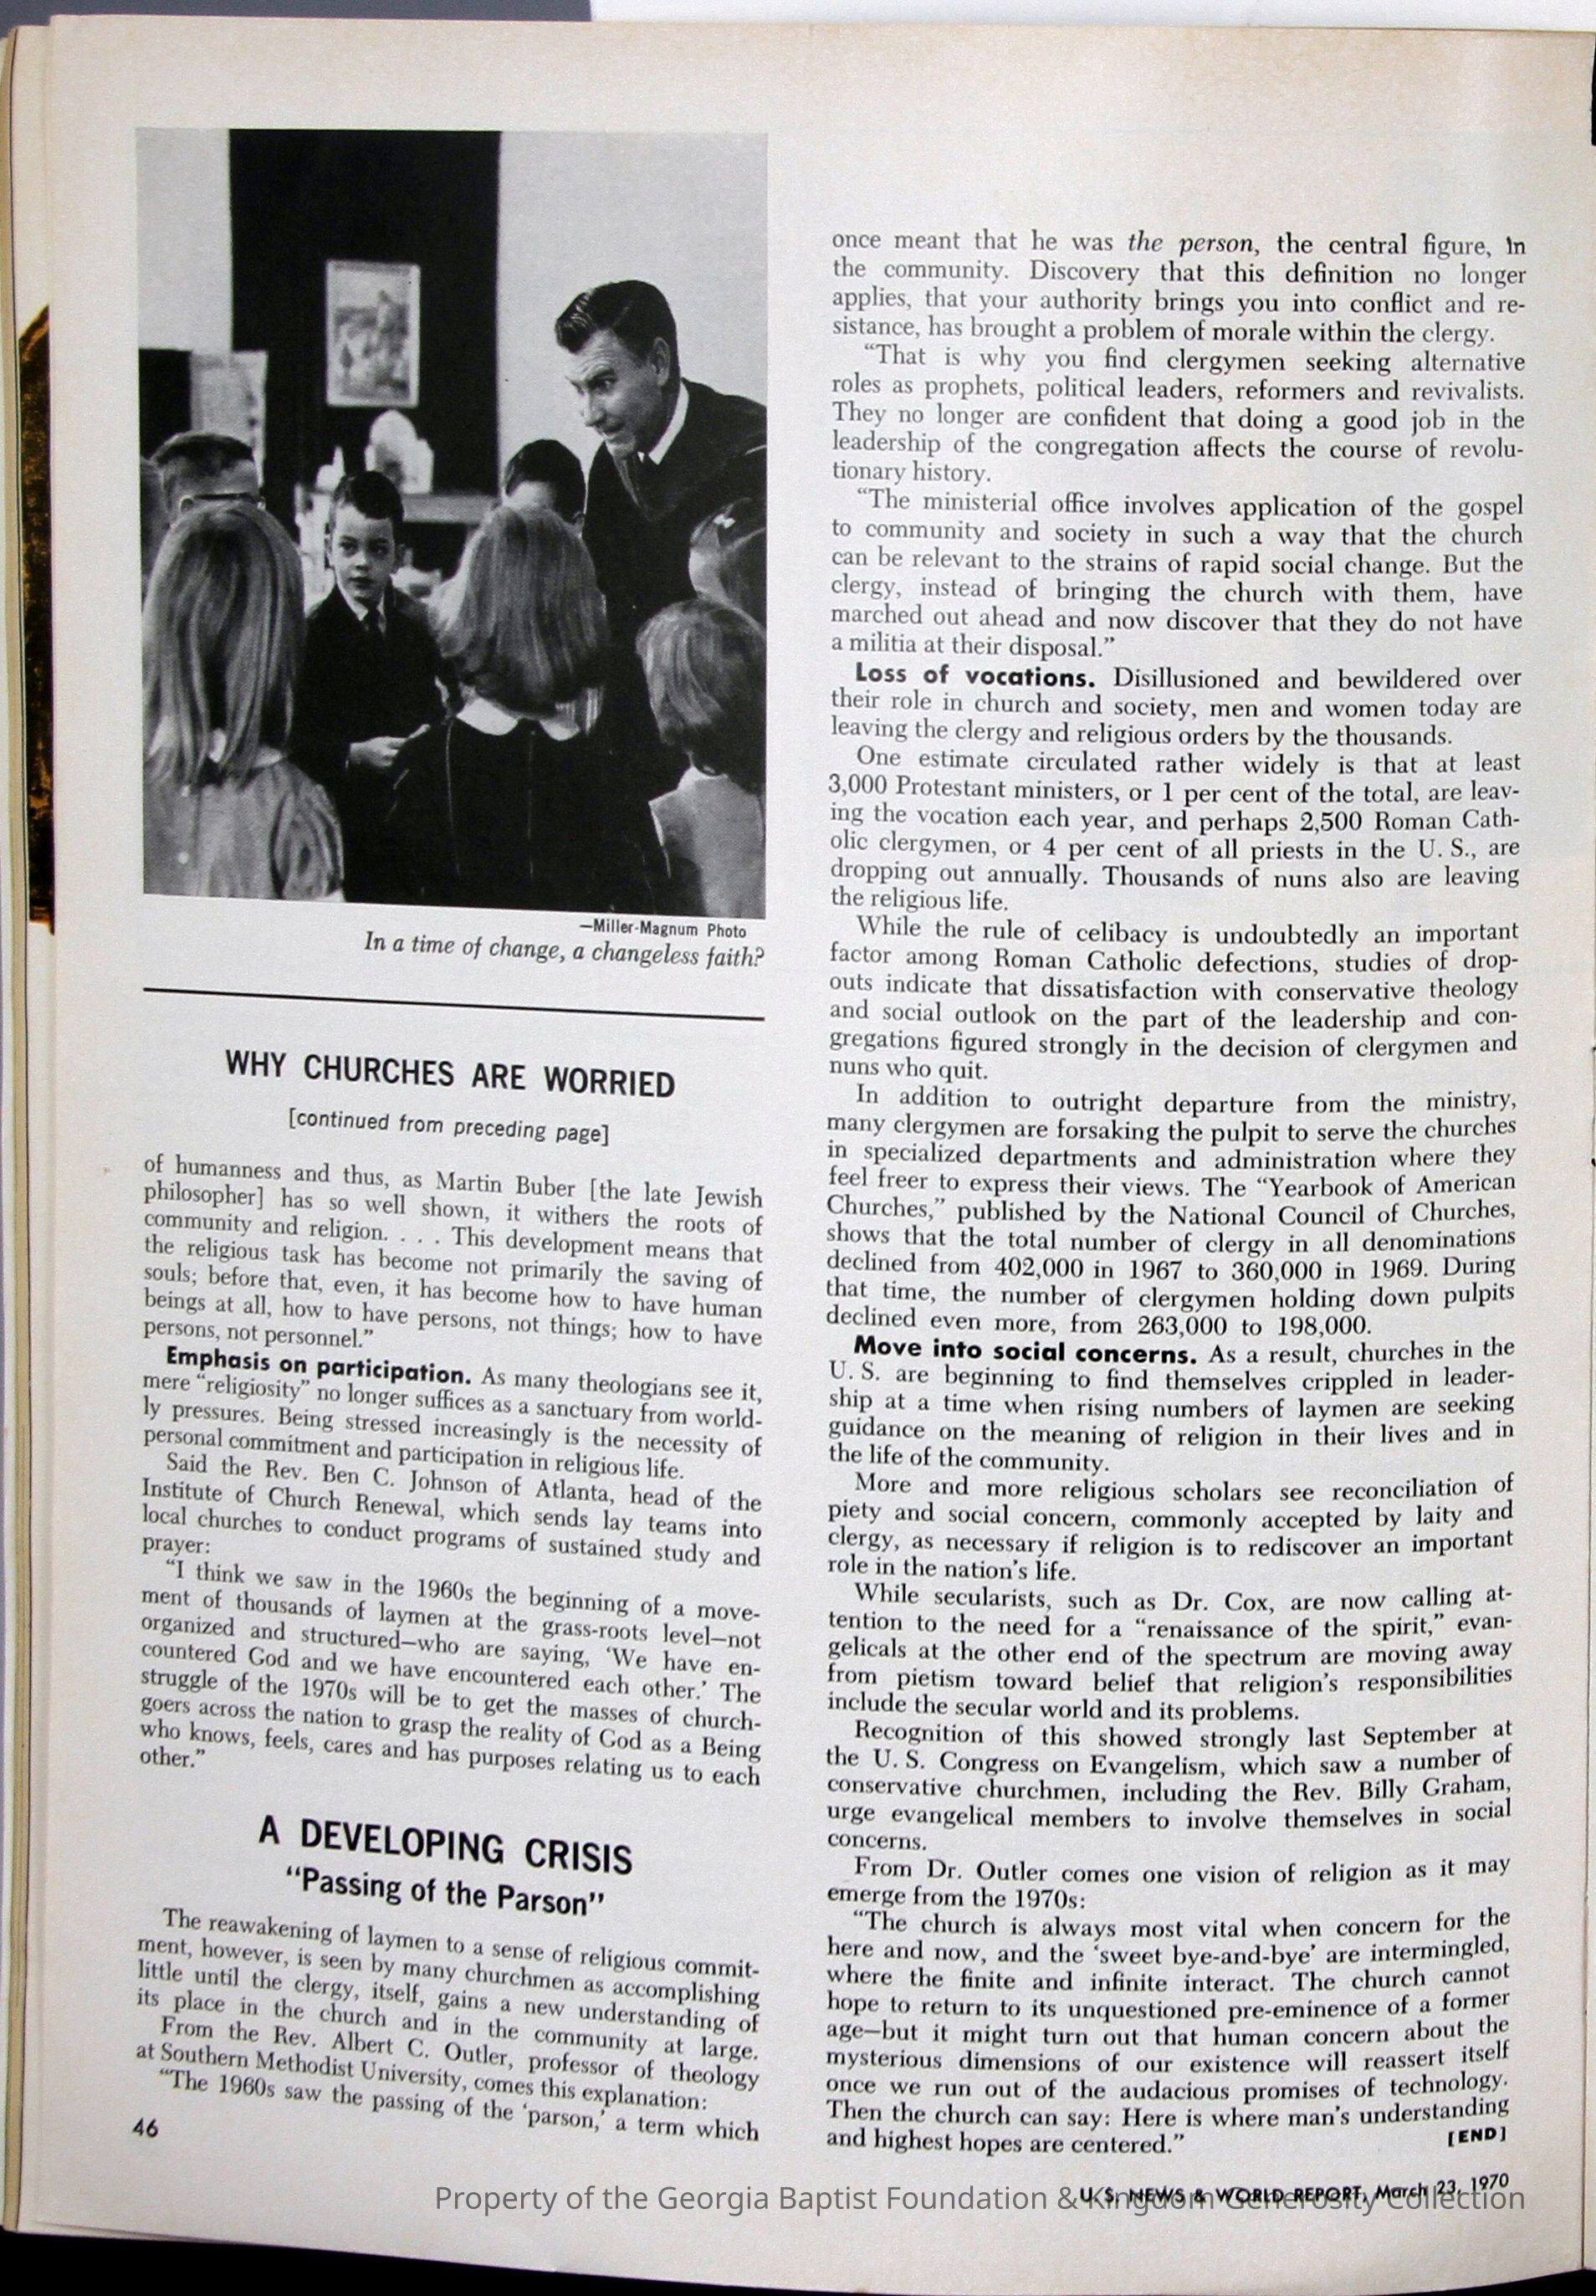 —Miller-Magnum Photo
In a time of change, a changeless faith?
WHY CHURCHES ARE WORRIED
[continued from preceding page]
of humanness and thus, as Martin Buber [the late Jewish
philosopher] has so well shown, it withers the roots of
community and religion. . . . This development means that
the religious task has become not primarily the saving of
souls; before that, even, it has become how to have human
beings at all, how to have persons, not things; how to have
persons, not personnel.”
Emphasis on participation. As many theologians see it,
mere “religiosity” no longer suffices as a sanctuary from world-
ly pressures. Being stressed increasingly is the necessity of
personal commitment and participation in religious life.
Said the Rev. Ben C. Johnson of Atlanta, head of the
Institute of Church Renewal, which sends lay teams into
local churches to conduct programs of sustained study and
prayer:
“I think we saw in the 1960s the beginning of a move-
ment of thousands of laymen at the grass-roots level—not
organized and structured—who are saying, ‘We have en-
countered God and we have encountered each other.’ The
struggle of the 1970s will be to get the masses of church-
goers across the nation to grasp the reality of God as a Being
who knows, feels, cares and has purposes relating us to each
other.”
A DEVELOPING CRISIS
“Passing of the Parson”
The reawakening of laymen to a sense of religious commit-
ment, however, is seen by many churchmen as accomplishing
little until the clergy, itself, gains a new understanding of
its place in the church and in the community at large.
From the Rev. Albert C. Outler, professor of theology
at Southern Methodist University, comes this explanation:
“The 1960s saw the passing of the ‘parson,’ a term which
46
once meant that he was the person, the central figure, in
the community. Discovery that this definition no longer
applies, that your authority brings you into conflict and re-
sistance, has brought a problem of morale within the clergy.
“That is why you find clergymen seeking alternative
roles as prophets, political leaders, reformers and revivalists.
They no longer are confident that doing a good job in the
leadership of the congregation affects the course of revolu-
tionary history.
“The ministerial office involves application of the gospel
to community and society in such a way that the church
can be relevant to the strains of rapid social change. But the
clergy, instead of bringing the church with them, have
marched out ahead and now discover that they do not have
a militia at their disposal.”
Loss of vocations. Disillusioned and bewildered over
their role in church and society, men and women today are
leaving the clergy and religious orders by the thousands.
One estimate circulated rather widely is that at least
3,000 Protestant ministers, or 1 per cent of the total, are leav-
ing the vocation each year, and perhaps 2,500 Roman Cath-
olic clergymen, or 4 per cent of all priests in the U. S., are
dropping out annually. Thousands of nuns also are leaving
the religious life.
While the rule of celibacy is undoubtedly an important
factor among Roman Catholic defections, studies of drop-
outs indicate that dissatisfaction with conservative theology
and social outlook on the part of the leadership and con-
gregations figured strongly in the decision of clergymen and
nuns who quit.
In addition to outright departure from the ministry,
many clergymen are forsaking the pulpit to serve the churches
in specialized departments and administration where they
feel freer to express their views. The “Yearbook of American
Churches,” published by the National Council of Churches,
shows that the total number of clergy in all denominations
declined from 402,000 in 1967 to 360,000 in 1969. During
that time, the number of clergymen holding down pulpits
declined even more, from 263,000 to 198,000.
Move into social concerns. As a result, churches in the
U. S. are beginning to find themselves crippled in leader-
ship at a time when rising numbers of laymen are seeking
guidance on the meaning of religion in their lives and in
the life of the community.
More and more religious scholars see reconciliation of
piety and social concern, commonly accepted by laity and
clergy, as necessary if religion is to rediscover an important
role in the nation’s life.
While secularists, such as Dr. Cox, are now calling at-
tention to the need for a “renaissance of the spirit,” evan-
gelicals at the other end of the spectrum are moving away
from pietism toward belief that religion’s responsibilities
include the secular world and its problems.
Recognition of this showed strongly last September at
the U. S. Congress on Evangelism, which saw a number of
conservative churchmen, including the Rev. Billy Graham,
urge evangelical members to involve themselves in social
concerns.
From Dr. Outler comes one vision of religion as it may
emerge from the 1970s:
“The church is always most vital when concern for the
here and now, and the ‘sweet bye-and-bye’ are intermingled,
where the finite and infinite interact. The church cannot
hope to return to its unquestioned pre-eminence of a former
age—but it might turn out that human concern about the
mysterious dimensions of our existence will reassert itself
once we run out of the audacious promises of technology.
Then the church can say: Here is where man’s understanding
and highest hopes are centered.” [END]
U. S. NEWS & WORLD REPORT, March 23, 1970
Property of the Georgia Baptist Foundation & Kingdom Generosity Collection